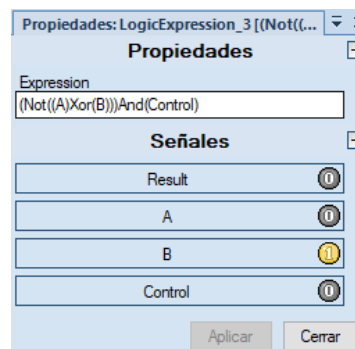 Propiedades: LogicExpression_3 [(Not((...
Propiedades
Expression
(Not((A)Xor(B)))And(Control)
Señales
Result 0
A 0
B 1
Control 0
Aplicar Cerrar